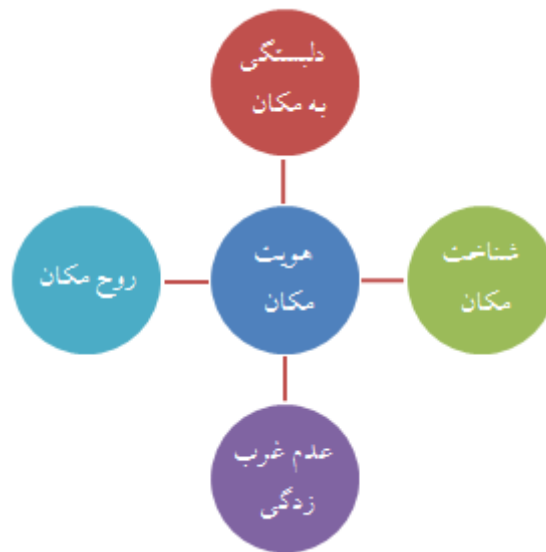 دلبستگی
به مکان
شناخت
مکان
هویت
مکان
روح مکان
عدم غرب
زدگی